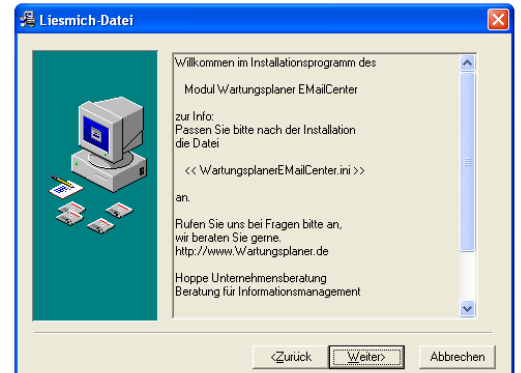 Liesmich-Datei
Willkommen im Installationsprogramm des
Modul Wartungsplaner EMailCenter
zur Info:
Passen Sie bitte nach der Installation
die Datei
<< WartungsplanerEMailCenter.ini >>
an.
Rufen Sie uns bei Fragen bitte an,
wir beraten Sie gerne.
http://www.Wartungsplaner.de
Hoppe Unternehmensberatung
Beratung für Informationsmanagement
<Zurück
Weiter>
Abbrechen